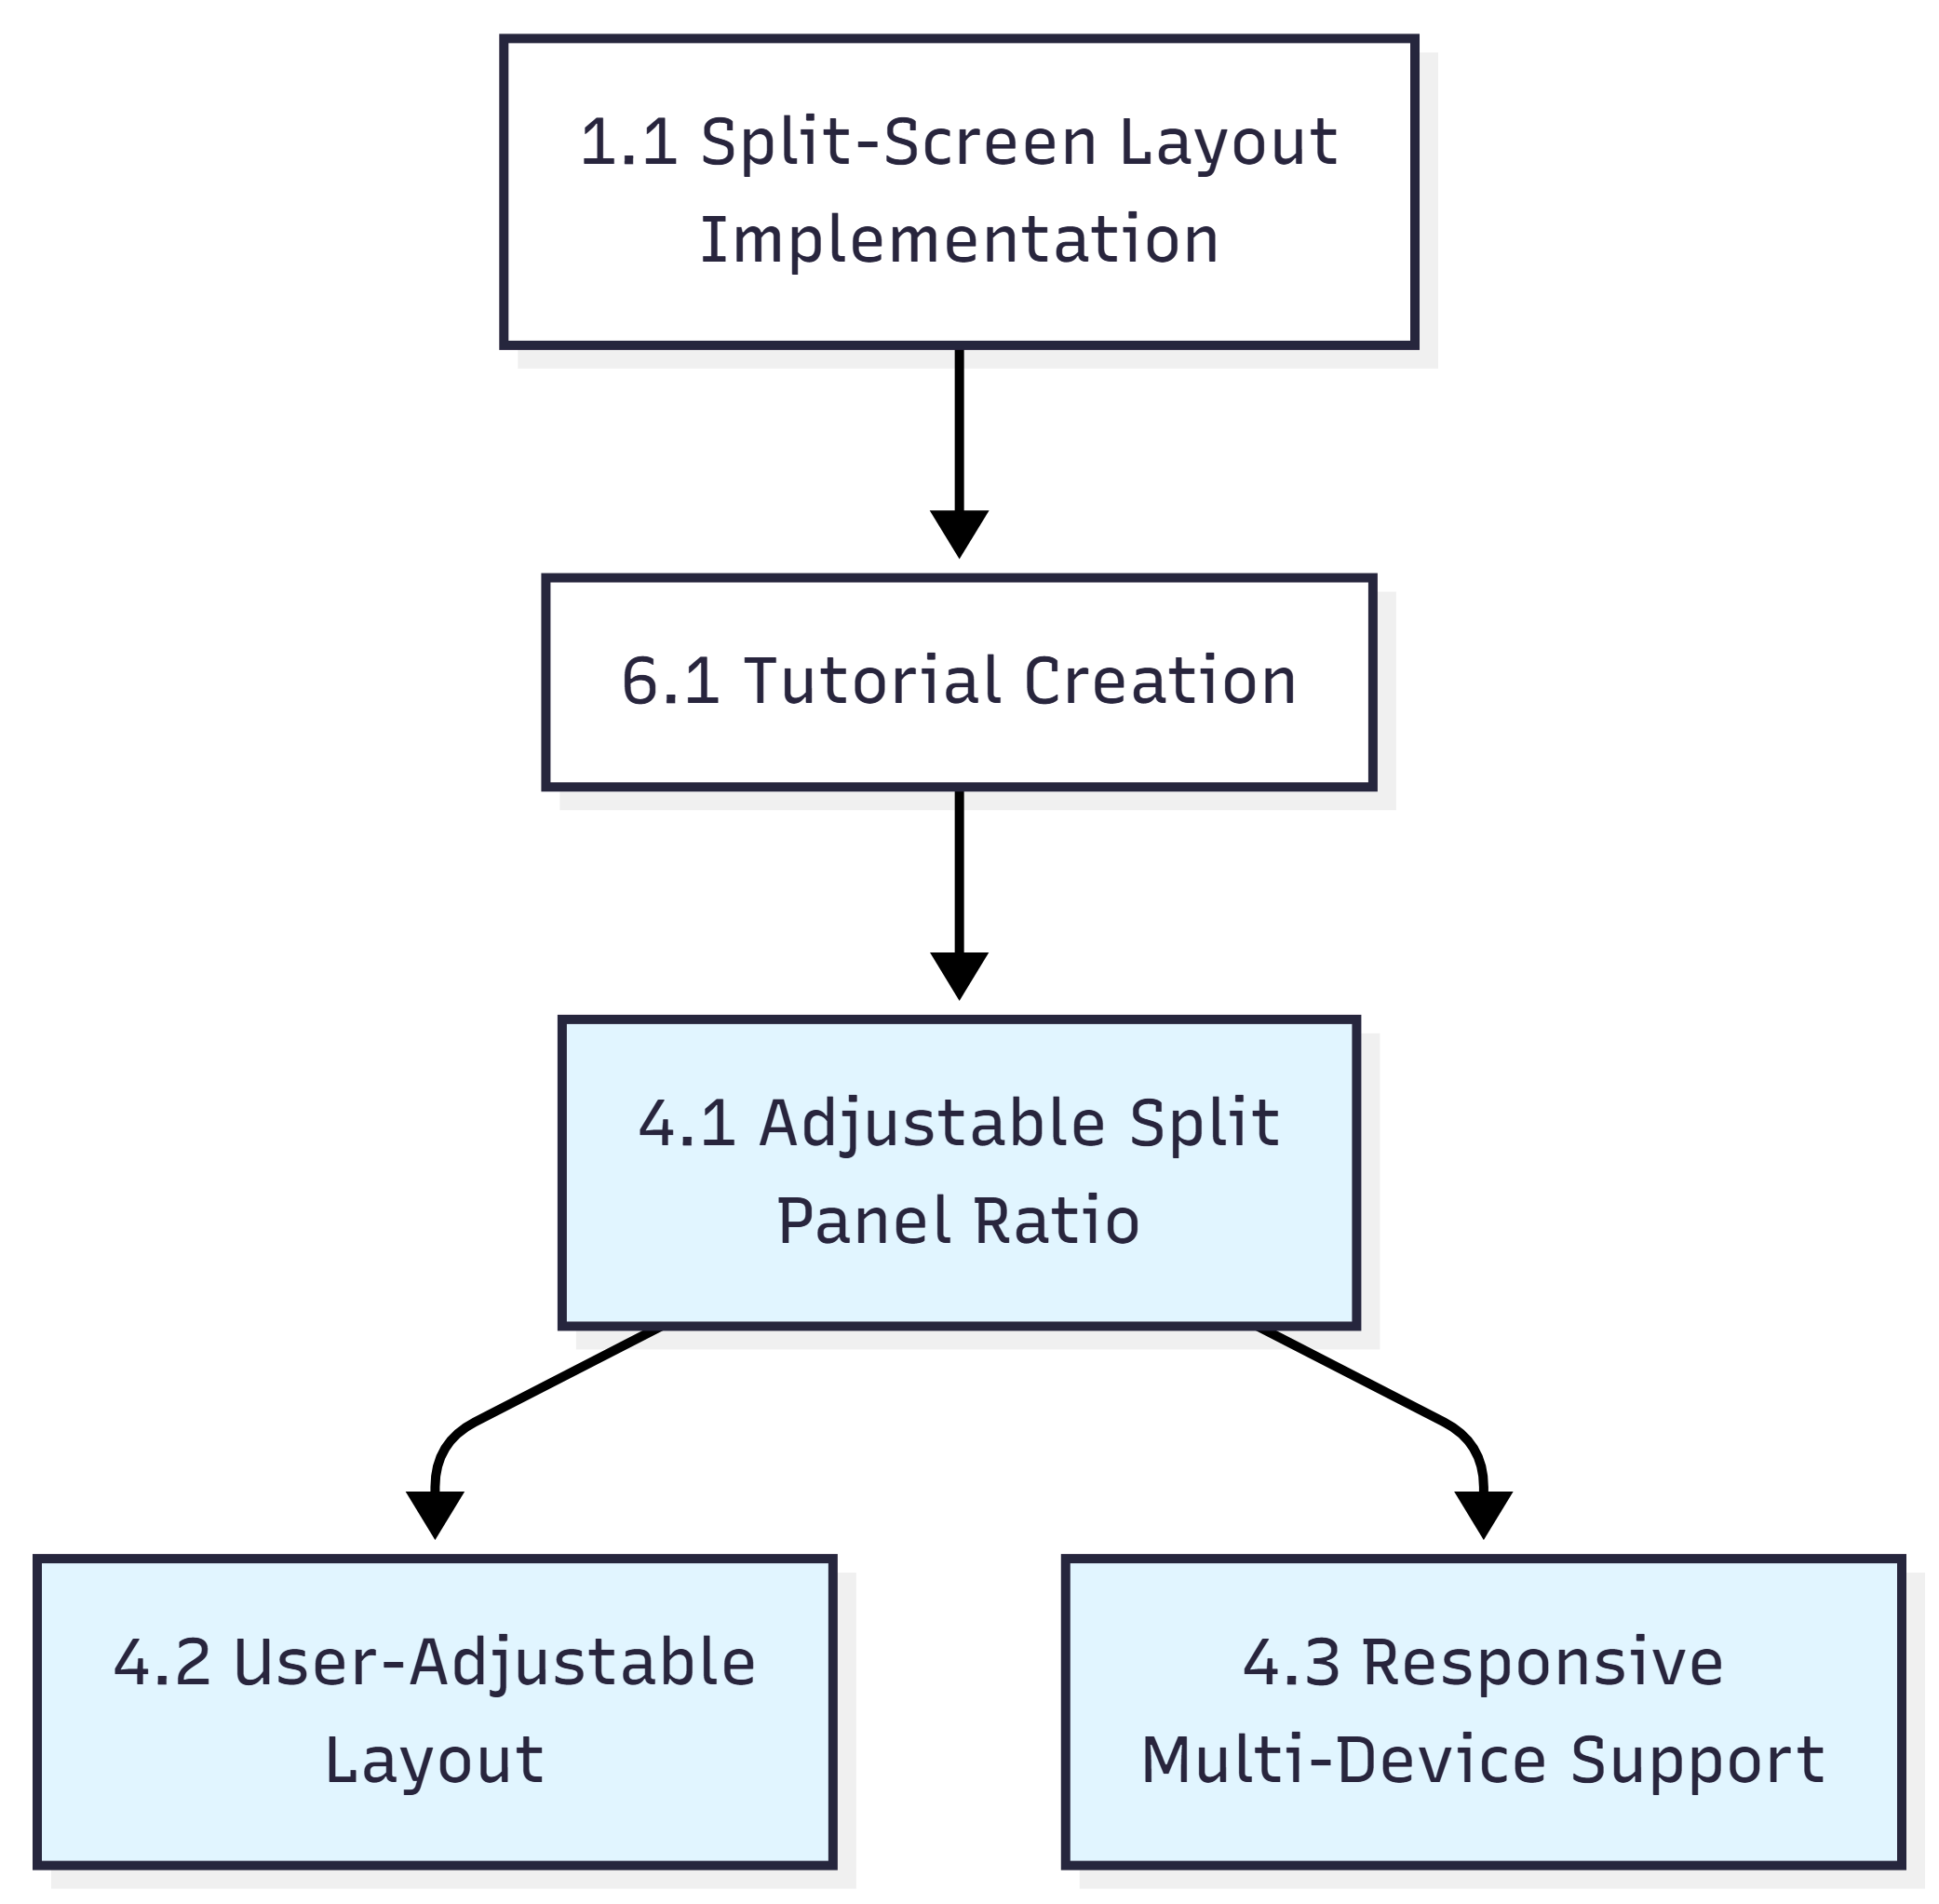 1.1 Split-Screen Layout
Implementation
6.1 Tutorial Creation
4.1 Adjustable Split
Panel Ratio
4.2 User-Adjustable
Layout
4.3 Responsive
Multi-Device Support